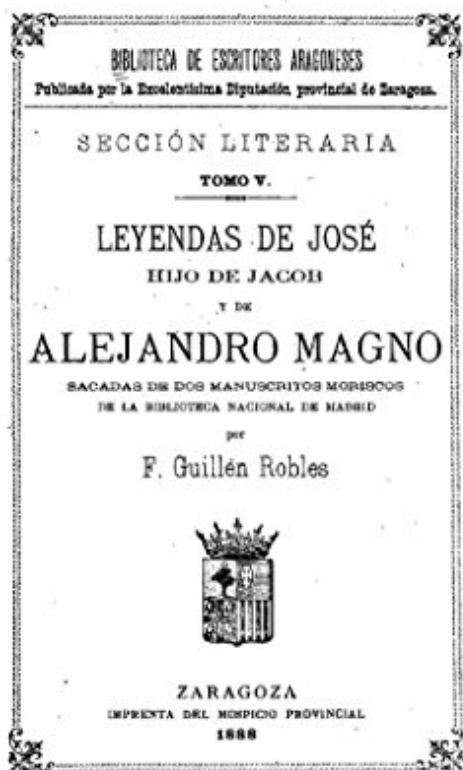 BIBLIOTECA DE ESCRITORES ARAGONESES
Publicada por la Excelentísima Diputación provincial de Zaragoza.
SECCIÓN LITERARIA
TOMO V.
LEYENDAS DE JOSÉ
HIJO DE JACOB
Y DE
ALEJANDRO MAGNO
SACADAS DE DOS MANUSCRITOS MORISCOS
DE LA BIBLIOTECA NACIONAL DE MADRID
por
F. Guillén Robles
ZARAGOZA
IMPRENTA DEL HOSPICIO PROVINCIAL
1888